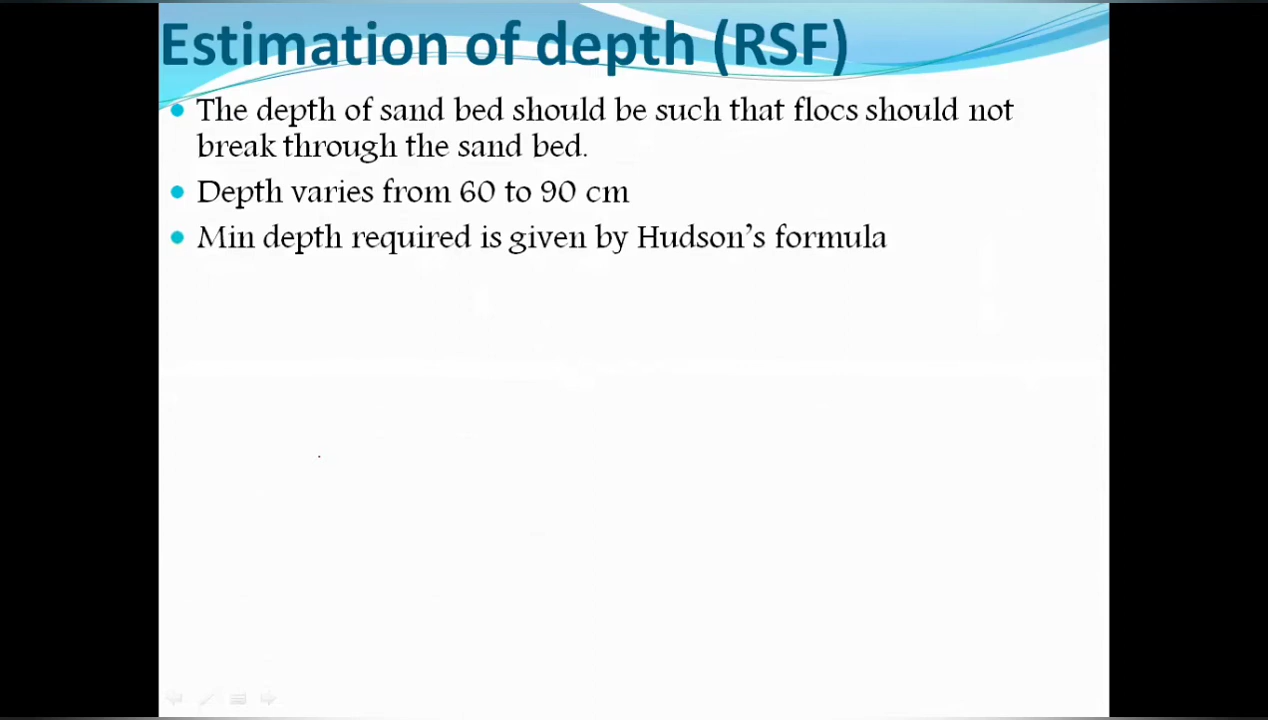 Estimation of depth (RSF)
The depth of sand bed should be such that flocs should not
break through the sand bed.
Depth varies from 60 to 90 cm
Min depth required is given by Hudson’s formula